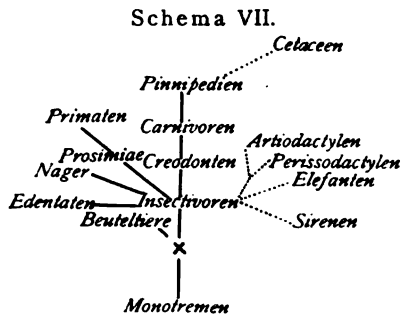 Schema VII.
Cetaceen
Pinnipedien
Primaten
Carnivoren
Artiodactylen
Prosimiae
Creodonten
Perissodactylen
Nager
Elefanten
Edentaten
Insectivoren
Beuteltiere
Sirenen
×
Monotremen